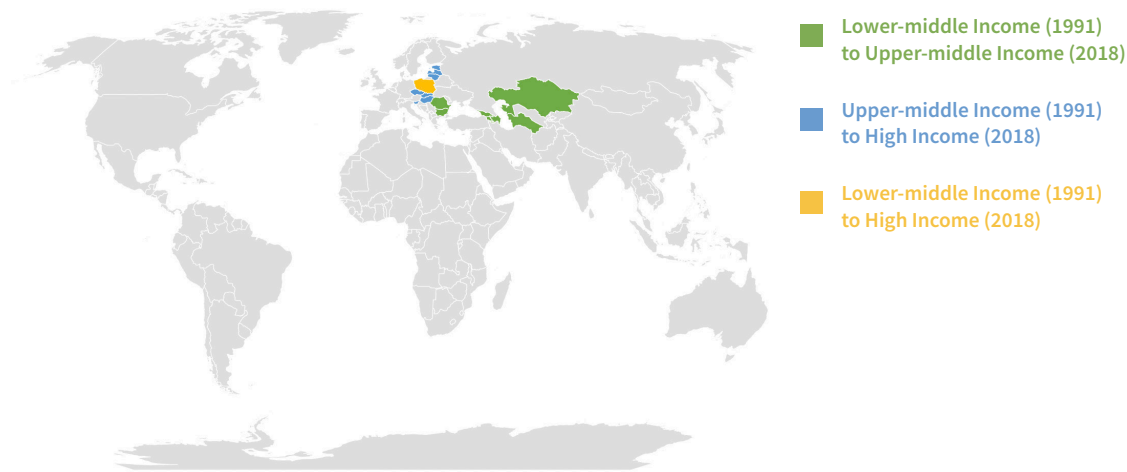 Lower-middle Income (1991)
to Upper-middle Income (2018)
Upper-middle Income (1991)
to High Income (2018)
Lower-middle Income (1991)
to High Income (2018)